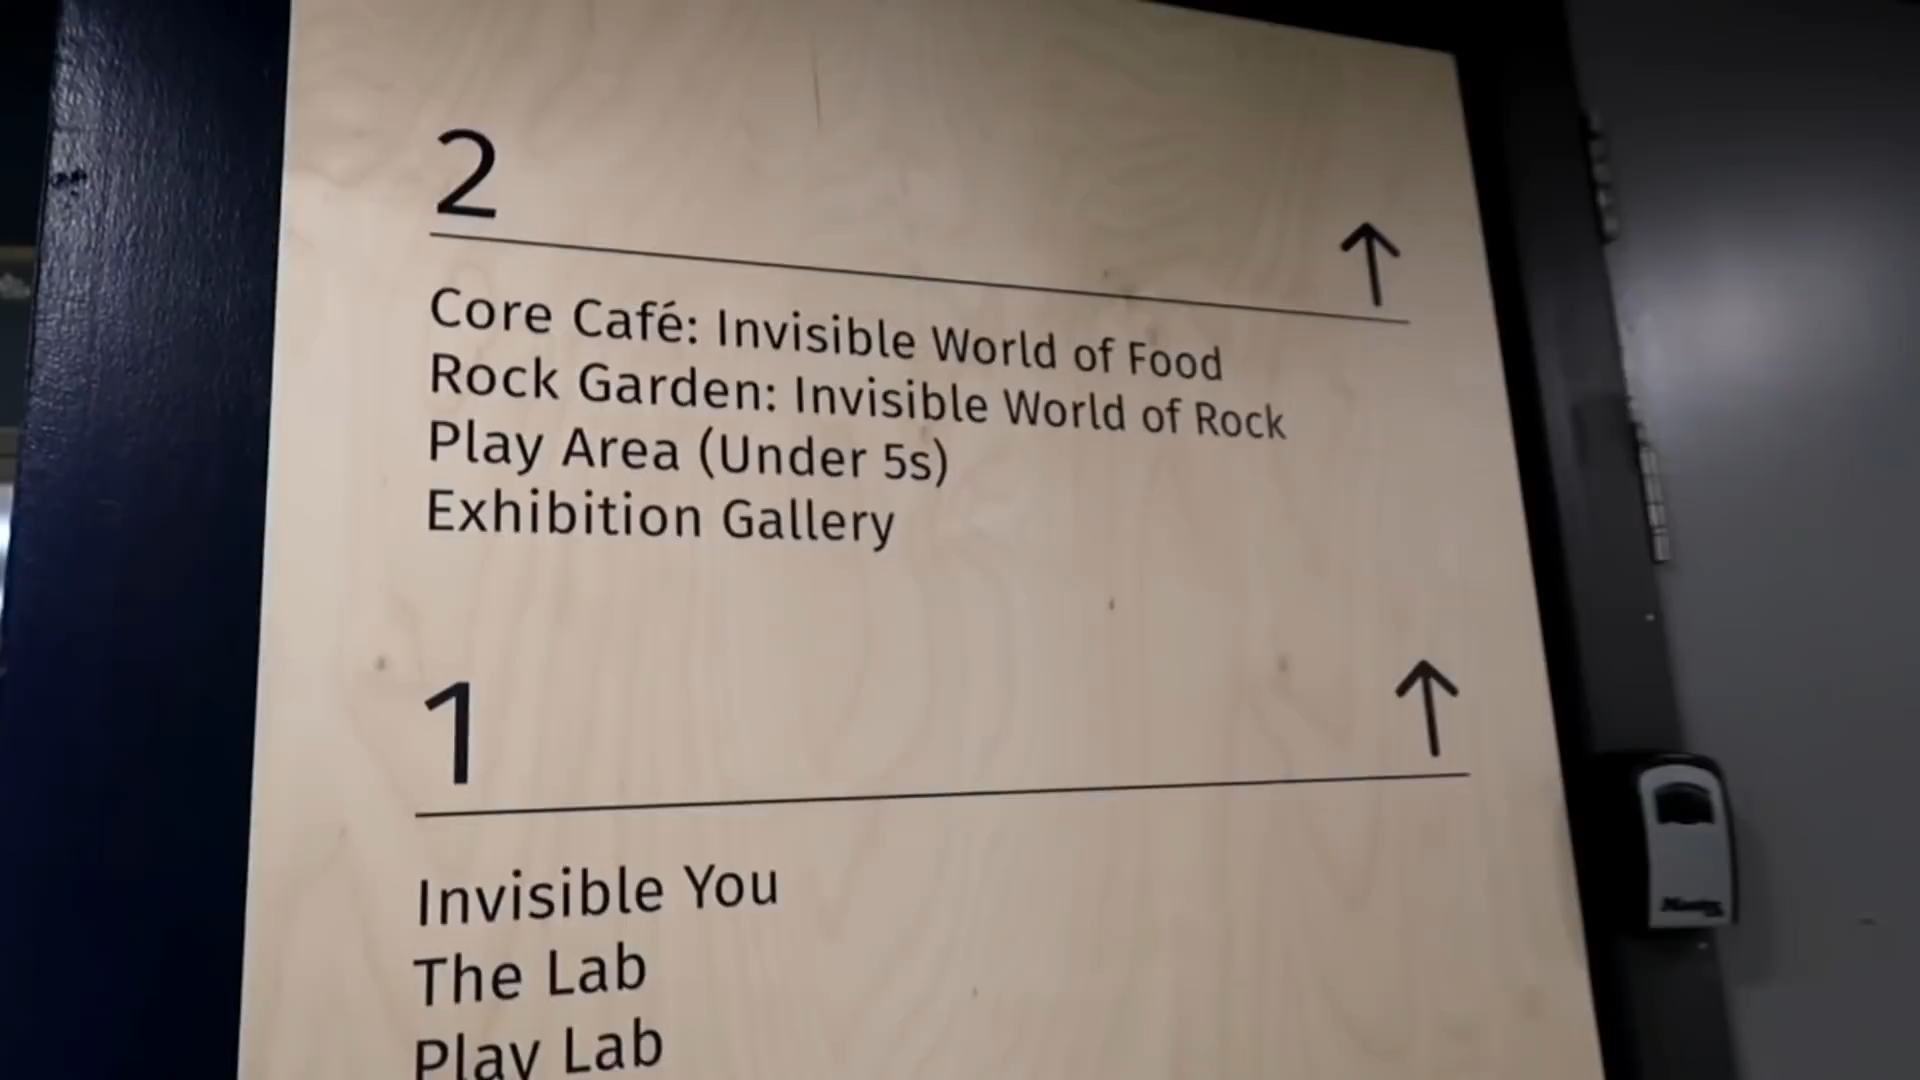 2
↑
Core Café: Invisible World of Food
Rock Garden: Invisible World of Rock
Play Area (Under 5s)
Exhibition Gallery
1
↑
Invisible You
The Lab
Play Lab